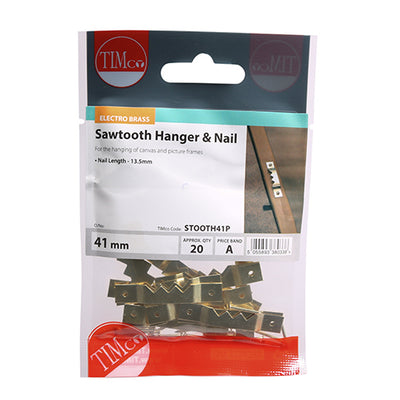 TIMco
TIMco
ELECTRO BRASS
Sawtooth Hanger & Nail
For the hanging of canvas and picture frames
• Nail Length - 13.5mm
O/No.
TIMco Code STOOTH41P
41 mm
APPROX. QTY
20
PRICE BAND
A
TIMco